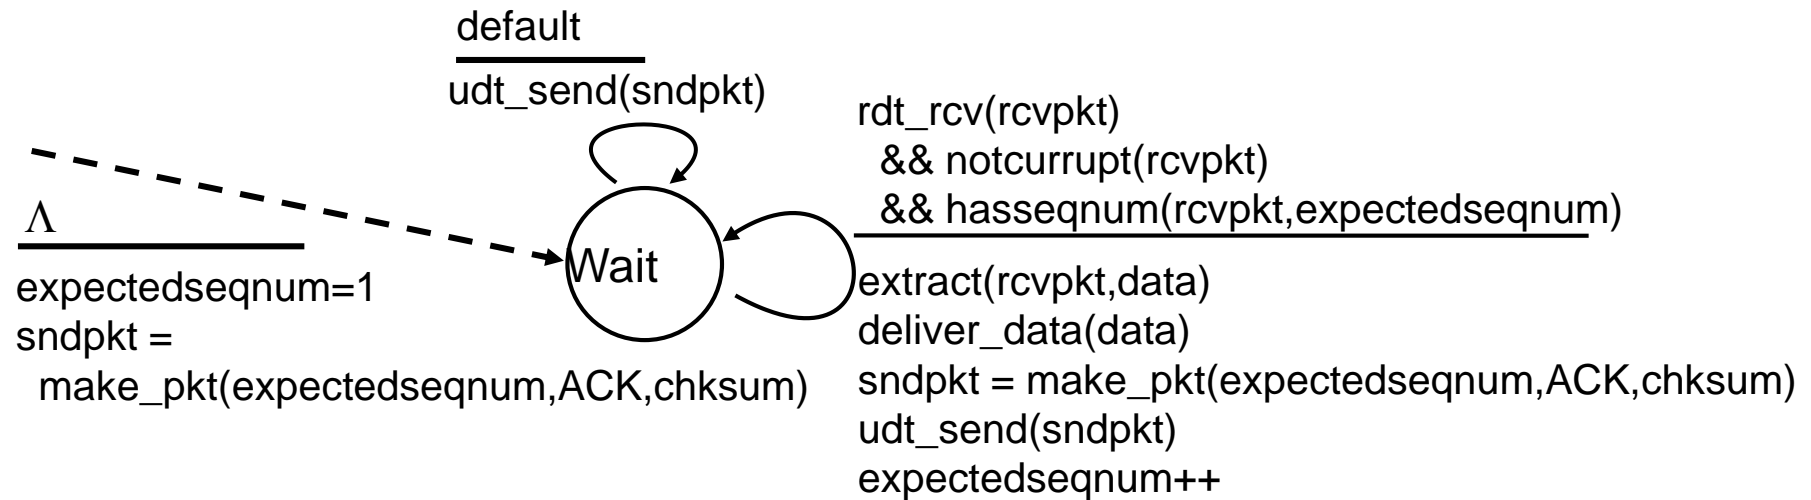 default
udt_send(sndpkt)
rdt_rcv(rcvpkt)
&& notcurrupt(rcvpkt)
&& hasseqnum(rcvpkt,expectedseqnum)
Λ
expectedseqnum=1
sndpkt =
make_pkt(expectedseqnum,ACK,chksum)
Wait
extract(rcvpkt,data)
deliver_data(data)
sndpkt = make_pkt(expectedseqnum,ACK,chksum)
udt_send(sndpkt)
expectedseqnum++